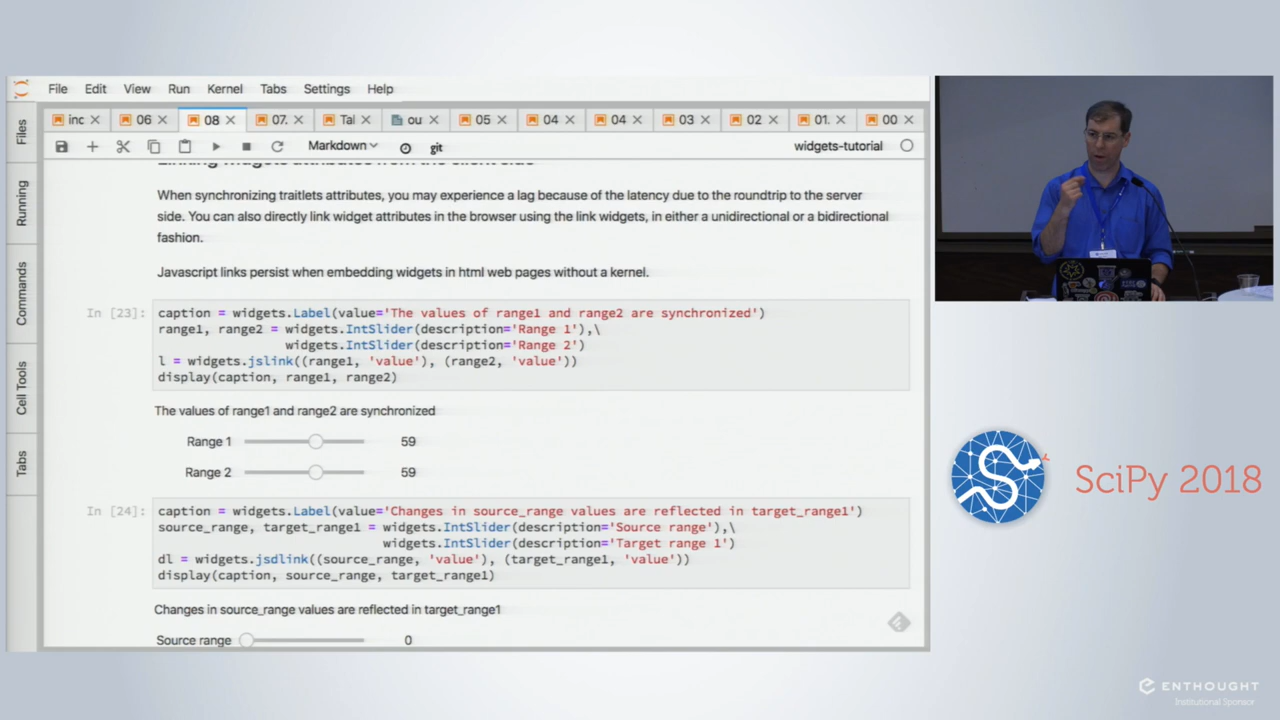 File Edit View Run Kernel Tabs Settings Help
inc 06 08 07. Tal ou 05 04 04 03 02 01. 00
Markdown git widgets-tutorial
Files
Running
Commands
Cell Tools
Tabs
Linking widgets attributes from the client side
When synchronizing traitlets attributes, you may experience a lag because of the latency due to the roundtrip to the server
side. You can also directly link widget attributes in the browser using the link widgets, in either a unidirectional or a bidirectional
fashion.
Javascript links persist when embedding widgets in html web pages without a kernel.
In [23]: caption = widgets.Label(value='The values of range1 and range2 are synchronized')
range1, range2 = widgets.IntSlider(description='Range 1'),\
widgets.IntSlider(description='Range 2')
l = widgets.jslink((range1, 'value'), (range2, 'value'))
display(caption, range1, range2)
The values of range1 and range2 are synchronized
Range 1 59
Range 2 59
In [24]: caption = widgets.Label(value='Changes in source_range values are reflected in target_range1')
source_range, target_range1 = widgets.IntSlider(description='Source range'),\
widgets.IntSlider(description='Target range 1')
dl = widgets.jsdlink((source_range, 'value'), (target_range1, 'value'))
display(caption, source_range, target_range1)
Changes in source_range values are reflected in target_range1
Source range 0
SciPy 2018
ENTHOUGHT
Institutional Sponsor